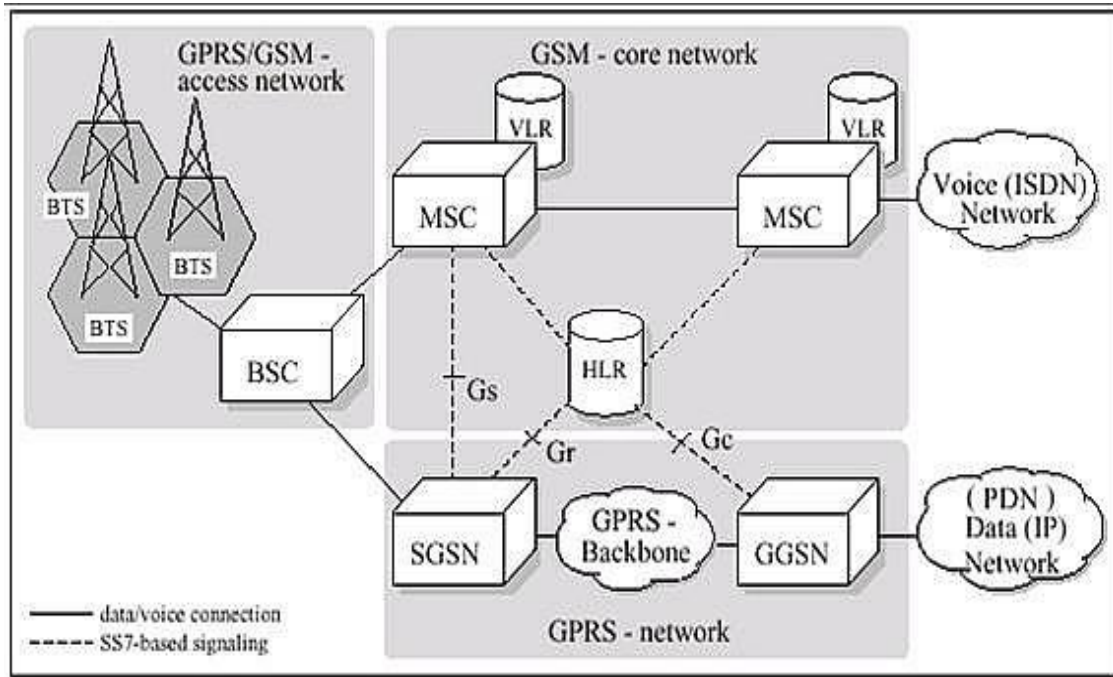 GPRS/GSM -
access network
BTS
BTS
BTS
BSC
GSM - core network
VLR
VLR
MSC
MSC
Voice (ISDN)
Network
HLR
Gs
Gr
Gc
SGSN
GPRS -
Backbone
GGSN
( PDN )
Data (IP)
Network
GPRS - network
data/voice connection
SS7-based signaling